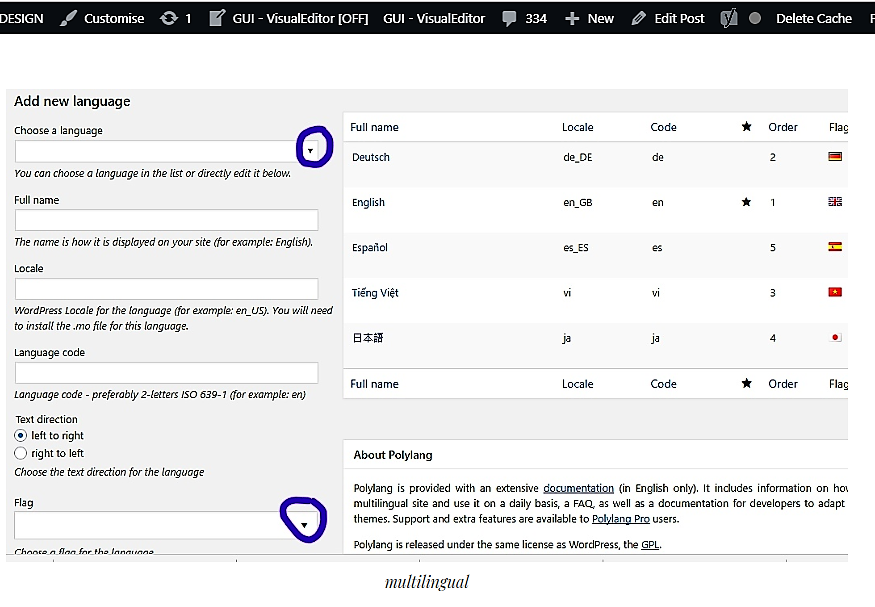 DESIGN Customise 1 GUI - VisualEditor [OFF] GUI - VisualEditor 334 New Edit Post Delete Cache
Add new language
Choose a language
You can choose a language in the list or directly edit it below.
Full name
The name is how it is displayed on your site (for example: English).
Locale
WordPress Locale for the language (for example: en_US). You will need
to install the .mo file for this language.
Language code
Language code - preferably 2-letters ISO 639-1 (for example: en)
Text direction
left to right
right to left
Choose the text direction for the language
Flag
Choose a flag for the language
Full name Locale Code ★ Order Flag
Deutsch de_DE de 2
English en_GB en ★ 1
Español es_ES es 5
Tiếng Việt vi vi 3
日本語 ja ja 4
Full name Locale Code ★ Order Flag
About Polylang
Polylang is provided with an extensive documentation (in English only). It includes information on how
multilingual site and use it on a daily basis, a FAQ, as well as a documentation for developers to adapt
themes. Support and extra features are available to Polylang Pro users.
Polylang is released under the same license as WordPress, the GPL.
multilingual